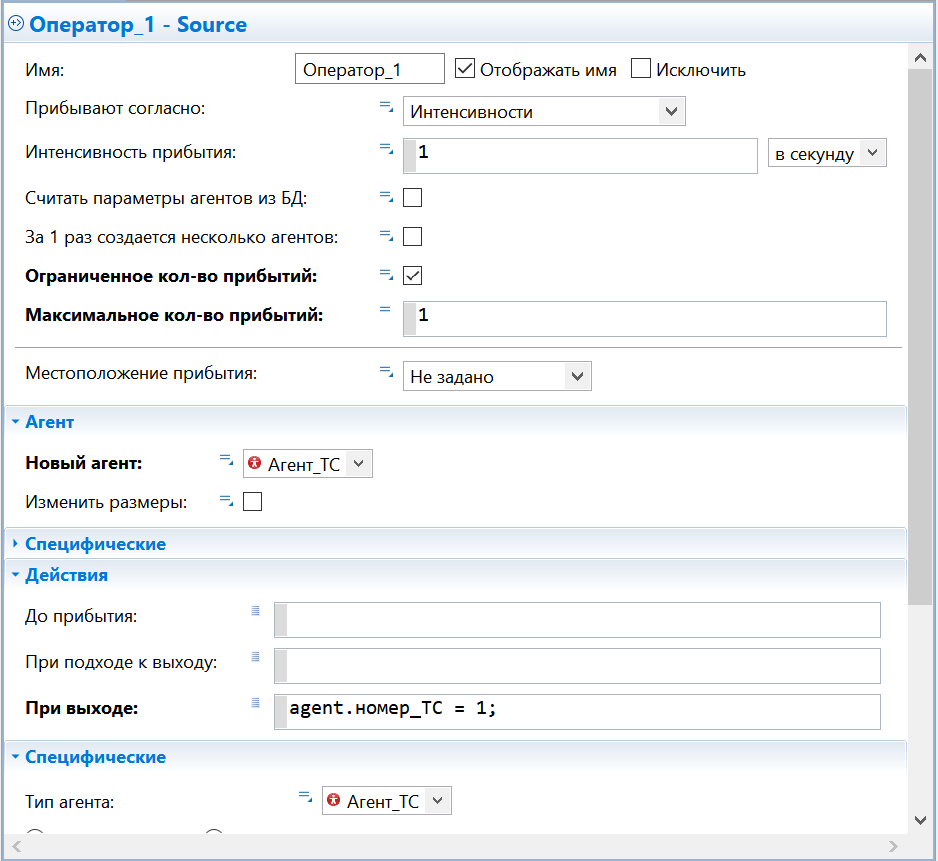 Оператор_1 - Source
Имя: Оператор_1 Отображать имя Исключить
Прибывают согласно: Интенсивности
Интенсивность прибытия: 1 в секунду
Считать параметры агентов из БД:
За 1 раз создается несколько агентов:
Ограниченное кол-во прибытий:
Максимальное кол-во прибытий: 1
Местоположение прибытия: Не задано
Агент
Новый агент: Агент_ТС
Изменить размеры:
Специфические
Действия
До прибытия:
При подходе к выходу:
При выходе: agent.номер_ТС = 1;
Специфические
Тип агента: Агент_ТС